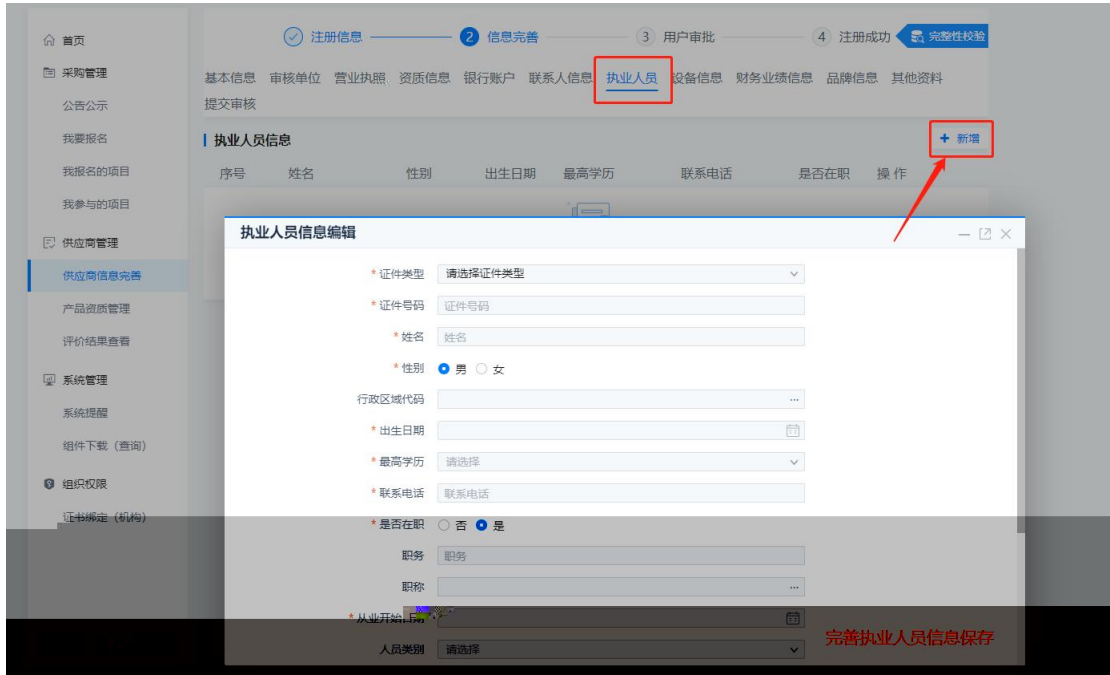 首页
采购管理
公告公示
我要报名
我报名的项目
我参与的项目
供应商管理
供应商信息完善
产品资质管理
评价结果查看
系统管理
系统提醒
组件下载（查询）
组织权限
证书绑定（机构）
注册信息 2 信息完善 3 用户审批 4 注册成功 完整性校验
基本信息 审核单位 营业执照 资质信息 银行账户 联系人信息 执业人员 设备信息 财务业绩信息 品牌信息 其他资料
提交审核
执业人员信息
+ 新增
序号 姓名 性别 出生日期 最高学历 联系电话 是否在职 操作
执业人员信息编辑
* 证件类型 请选择证件类型
* 证件号码 证件号码
* 姓名 姓名
* 性别 男 女
行政区域代码 ...
* 出生日期
* 最高学历 请选择
* 联系电话 联系电话
* 是否在职 否 是
职务 职务
职称 ...
* 从业开始日期
人员类别 请选择
完善执业人员信息保存